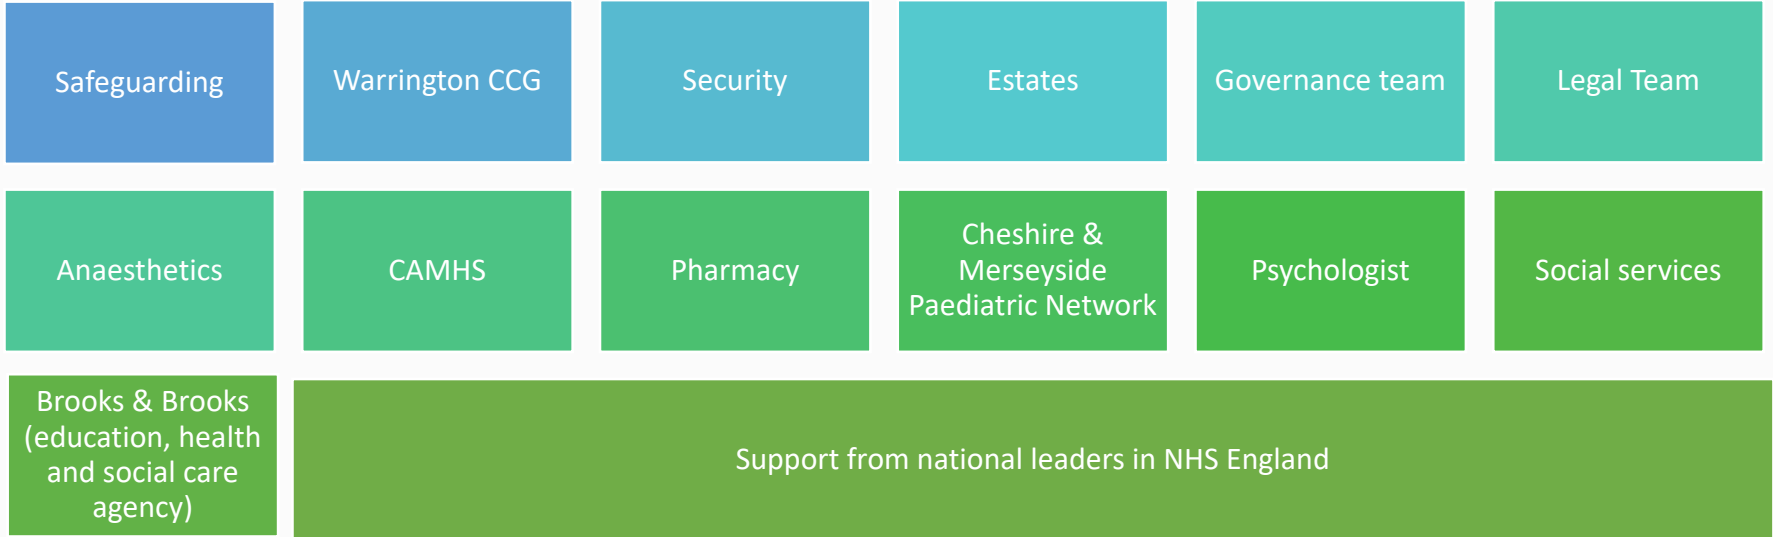 Safeguarding
Warrington CCG
Security
Estates
Governance team
Legal Team
Anaesthetics
CAMHS
Pharmacy
Cheshire &
Merseyside
Paediatric Network
Psychologist
Social services
Brooks & Brooks
(education, health
and social care
agency)
Support from national leaders in NHS England